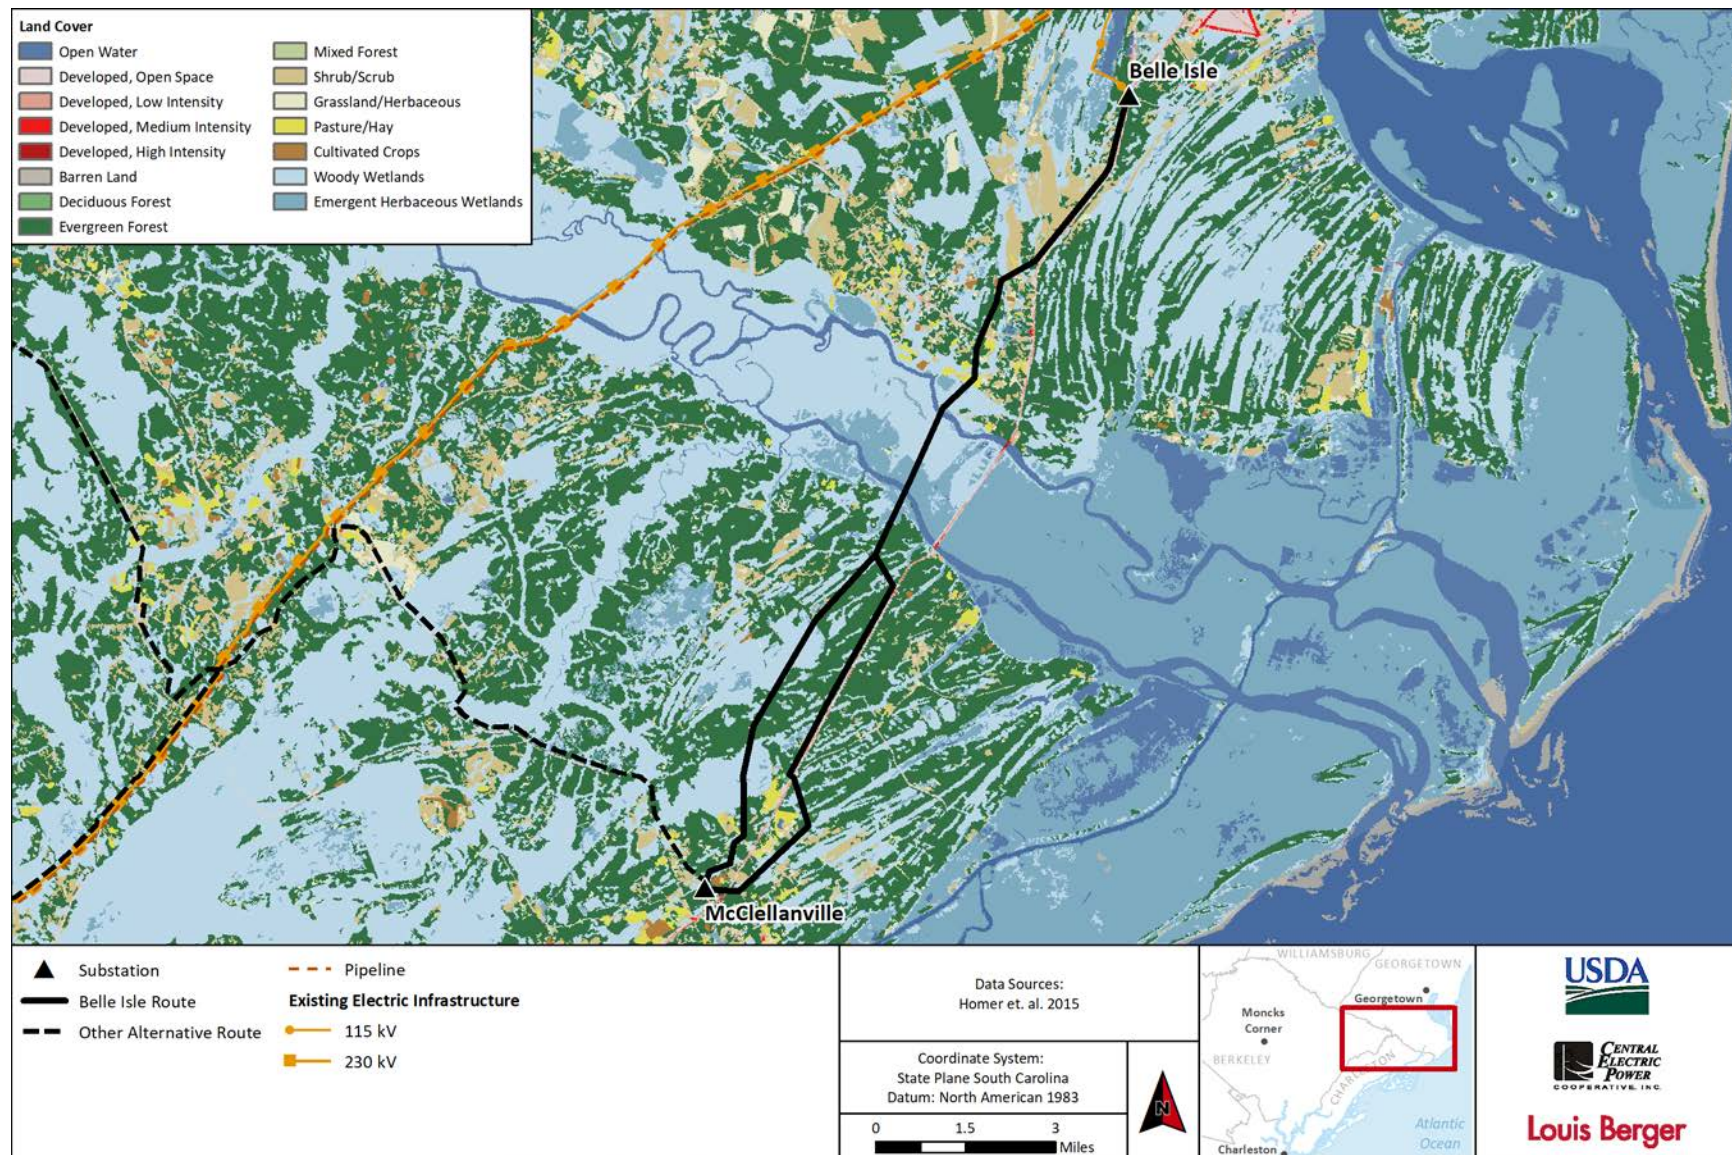 Land Cover
Open Water
Developed, Open Space
Developed, Low Intensity
Developed, Medium Intensity
Developed, High Intensity
Barren Land
Deciduous Forest
Evergreen Forest
Mixed Forest
Shrub/Scrub
Grassland/Herbaceous
Pasture/Hay
Cultivated Crops
Woody Wetlands
Emergent Herbaceous Wetlands
Belle Isle
McClellanville
Substation
Belle Isle Route
Other Alternative Route
Pipeline
Existing Electric Infrastructure
115 kV
230 kV
Data Sources:
Homer et. al. 2015
Coordinate System:
State Plane South Carolina
Datum: North American 1983
0 1.5 3
Miles
N
WILLIAMSBURG
GEORGETOWN
Georgetown
Moncks
Corner
BERKELEY
CHARLESTON
Atlantic
Ocean
Charleston
USDA
CENTRAL
ELECTRIC
POWER
COOPERATIVE, INC.
Louis Berger